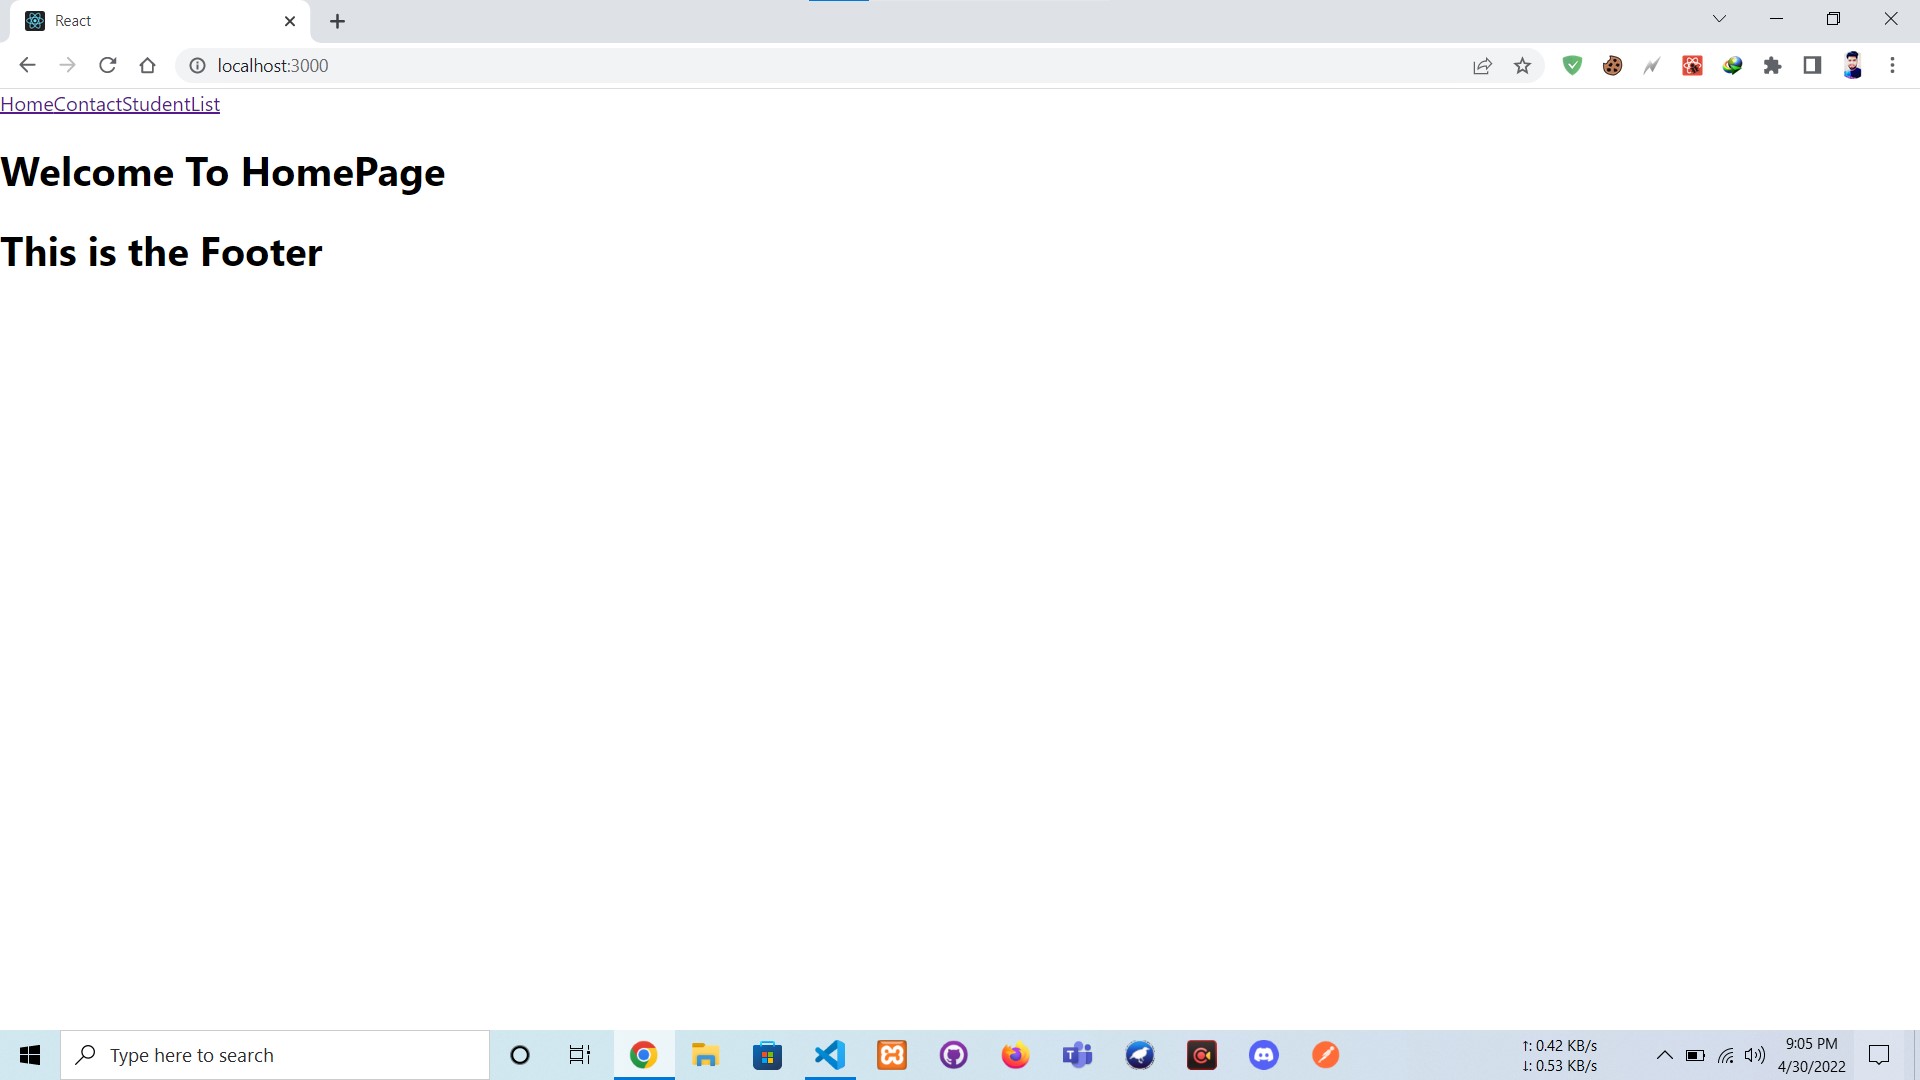 React
localhost:3000
HomeContactStudentList
Welcome To HomePage
This is the Footer
Type here to search
↑: 0.42 KB/s
↓: 0.53 KB/s
9:05 PM
4/30/2022